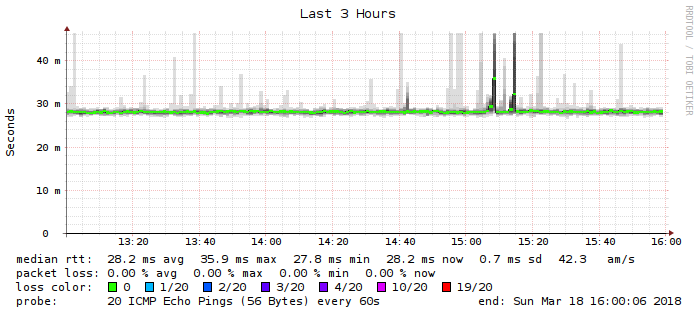 Last 3 Hours
RRDTOOL / TOBI OETIKER
Seconds
40 m
30 m
20 m
10 m
0
13:20 13:40 14:00 14:20 14:40 15:00 15:20 15:40 16:00
median rtt: 28.2 ms avg 35.9 ms max 27.8 ms min 28.2 ms now 0.7 ms sd 42.3 am/s
packet loss: 0.00 % avg 0.00 % max 0.00 % min 0.00 % now
loss color: 0 1/20 2/20 3/20 4/20 10/20 19/20
probe: 20 ICMP Echo Pings (56 Bytes) every 60s end: Sun Mar 18 16:00:06 2018